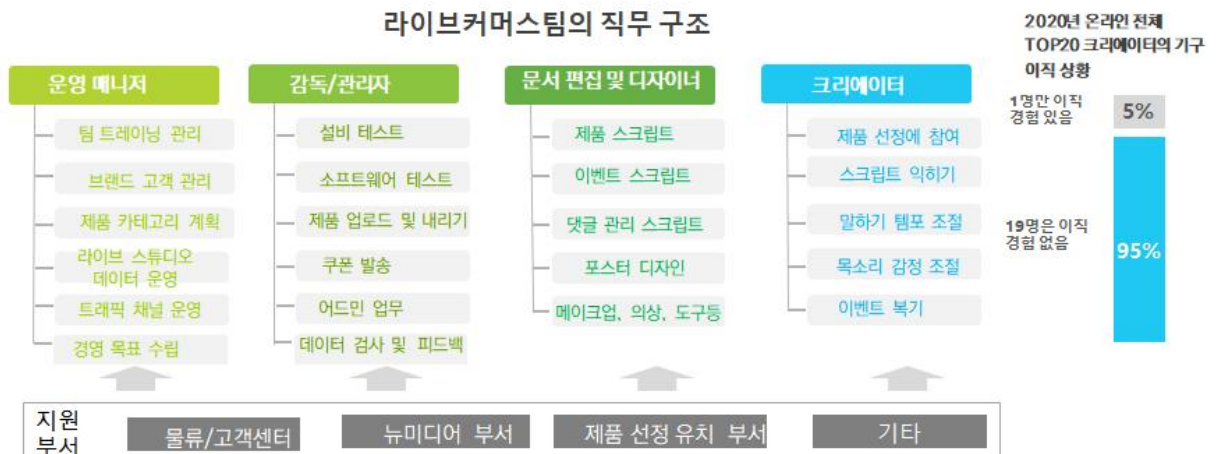 라이브커머스팀의 직무 구조
운영 매니저
팀 트레이닝 관리
브랜드 고객 관리
제품 카테고리 계획
라이브 스튜디오
데이터 운영
트래픽 채널 운영
경영 목표 수립
감독/관리자
설비 테스트
소프트웨어 테스트
제품 업로드 및 내리기
쿠폰 발송
어드민 업무
데이터 검사 및 피드백
문서 편집 및 디자이너
제품 스크립트
이벤트 스크립트
댓글 관리 스크립트
포스터 디자인
메이크업, 의상, 도구등
크리에이터
제품 선정에 참여
스크립트 익히기
말하기 템포 조절
목소리 감정 조절
이벤트 복기
2020년 온라인 전체
TOP20 크리에이터의 기구
이직 상황
1명만 이직
경험 있음
5%
19명은 이직
경험 없음
95%
지원
부서
물류/고객센터
뉴미디어 부서
제품 선정 유치 부서
기타